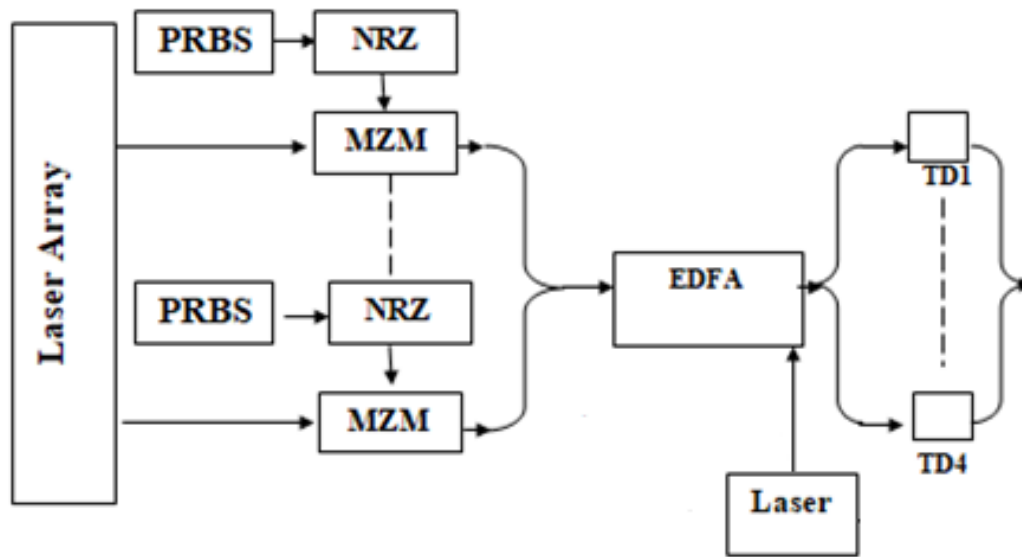 Laser Array
PRBS
NRZ
MZM
PRBS
NRZ
MZM
EDFA
Laser
TD1
TD4